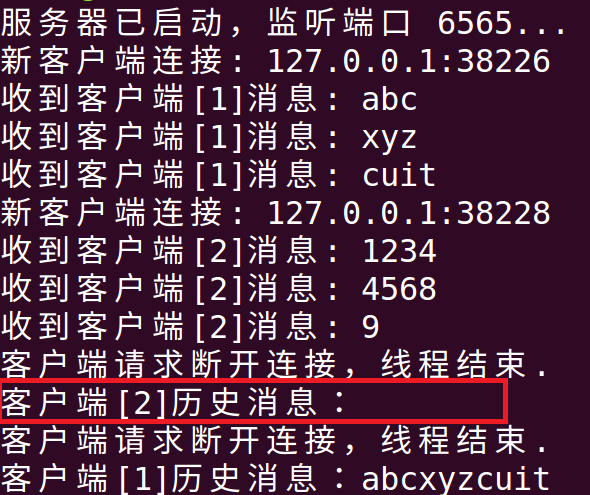 服务器已启动，监听端口 6565...
新客户端连接: 127.0.0.1:38226
收到客户端[1]消息: abc
收到客户端[1]消息: xyz
收到客户端[1]消息: cuit
新客户端连接: 127.0.0.1:38228
收到客户端[2]消息: 1234
收到客户端[2]消息: 4568
收到客户端[2]消息: 9
客户端请求断开连接，线程结束.
客户端[2]历史消息：
客户端请求断开连接，线程结束.
客户端[1]历史消息：abcxyzcuit